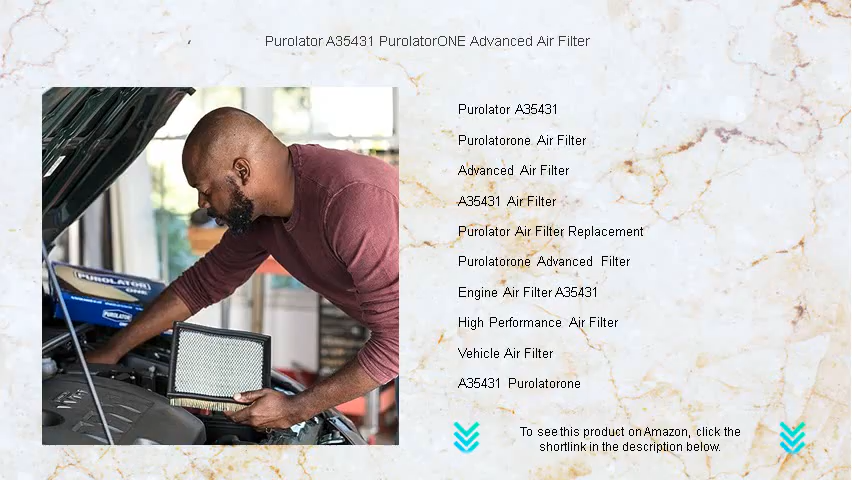 Purolator A35431 PurolatorONE Advanced Air Filter
Purolator A35431
Purolatorone Air Filter
Advanced Air Filter
A35431 Air Filter
Purolator Air Filter Replacement
Purolatorone Advanced Filter
Engine Air Filter A35431
High Performance Air Filter
Vehicle Air Filter
A35431 Purolatorone
PUROLATOR
ONE
PUROLATOR
To see this product on Amazon, click the
shortlink in the description below.